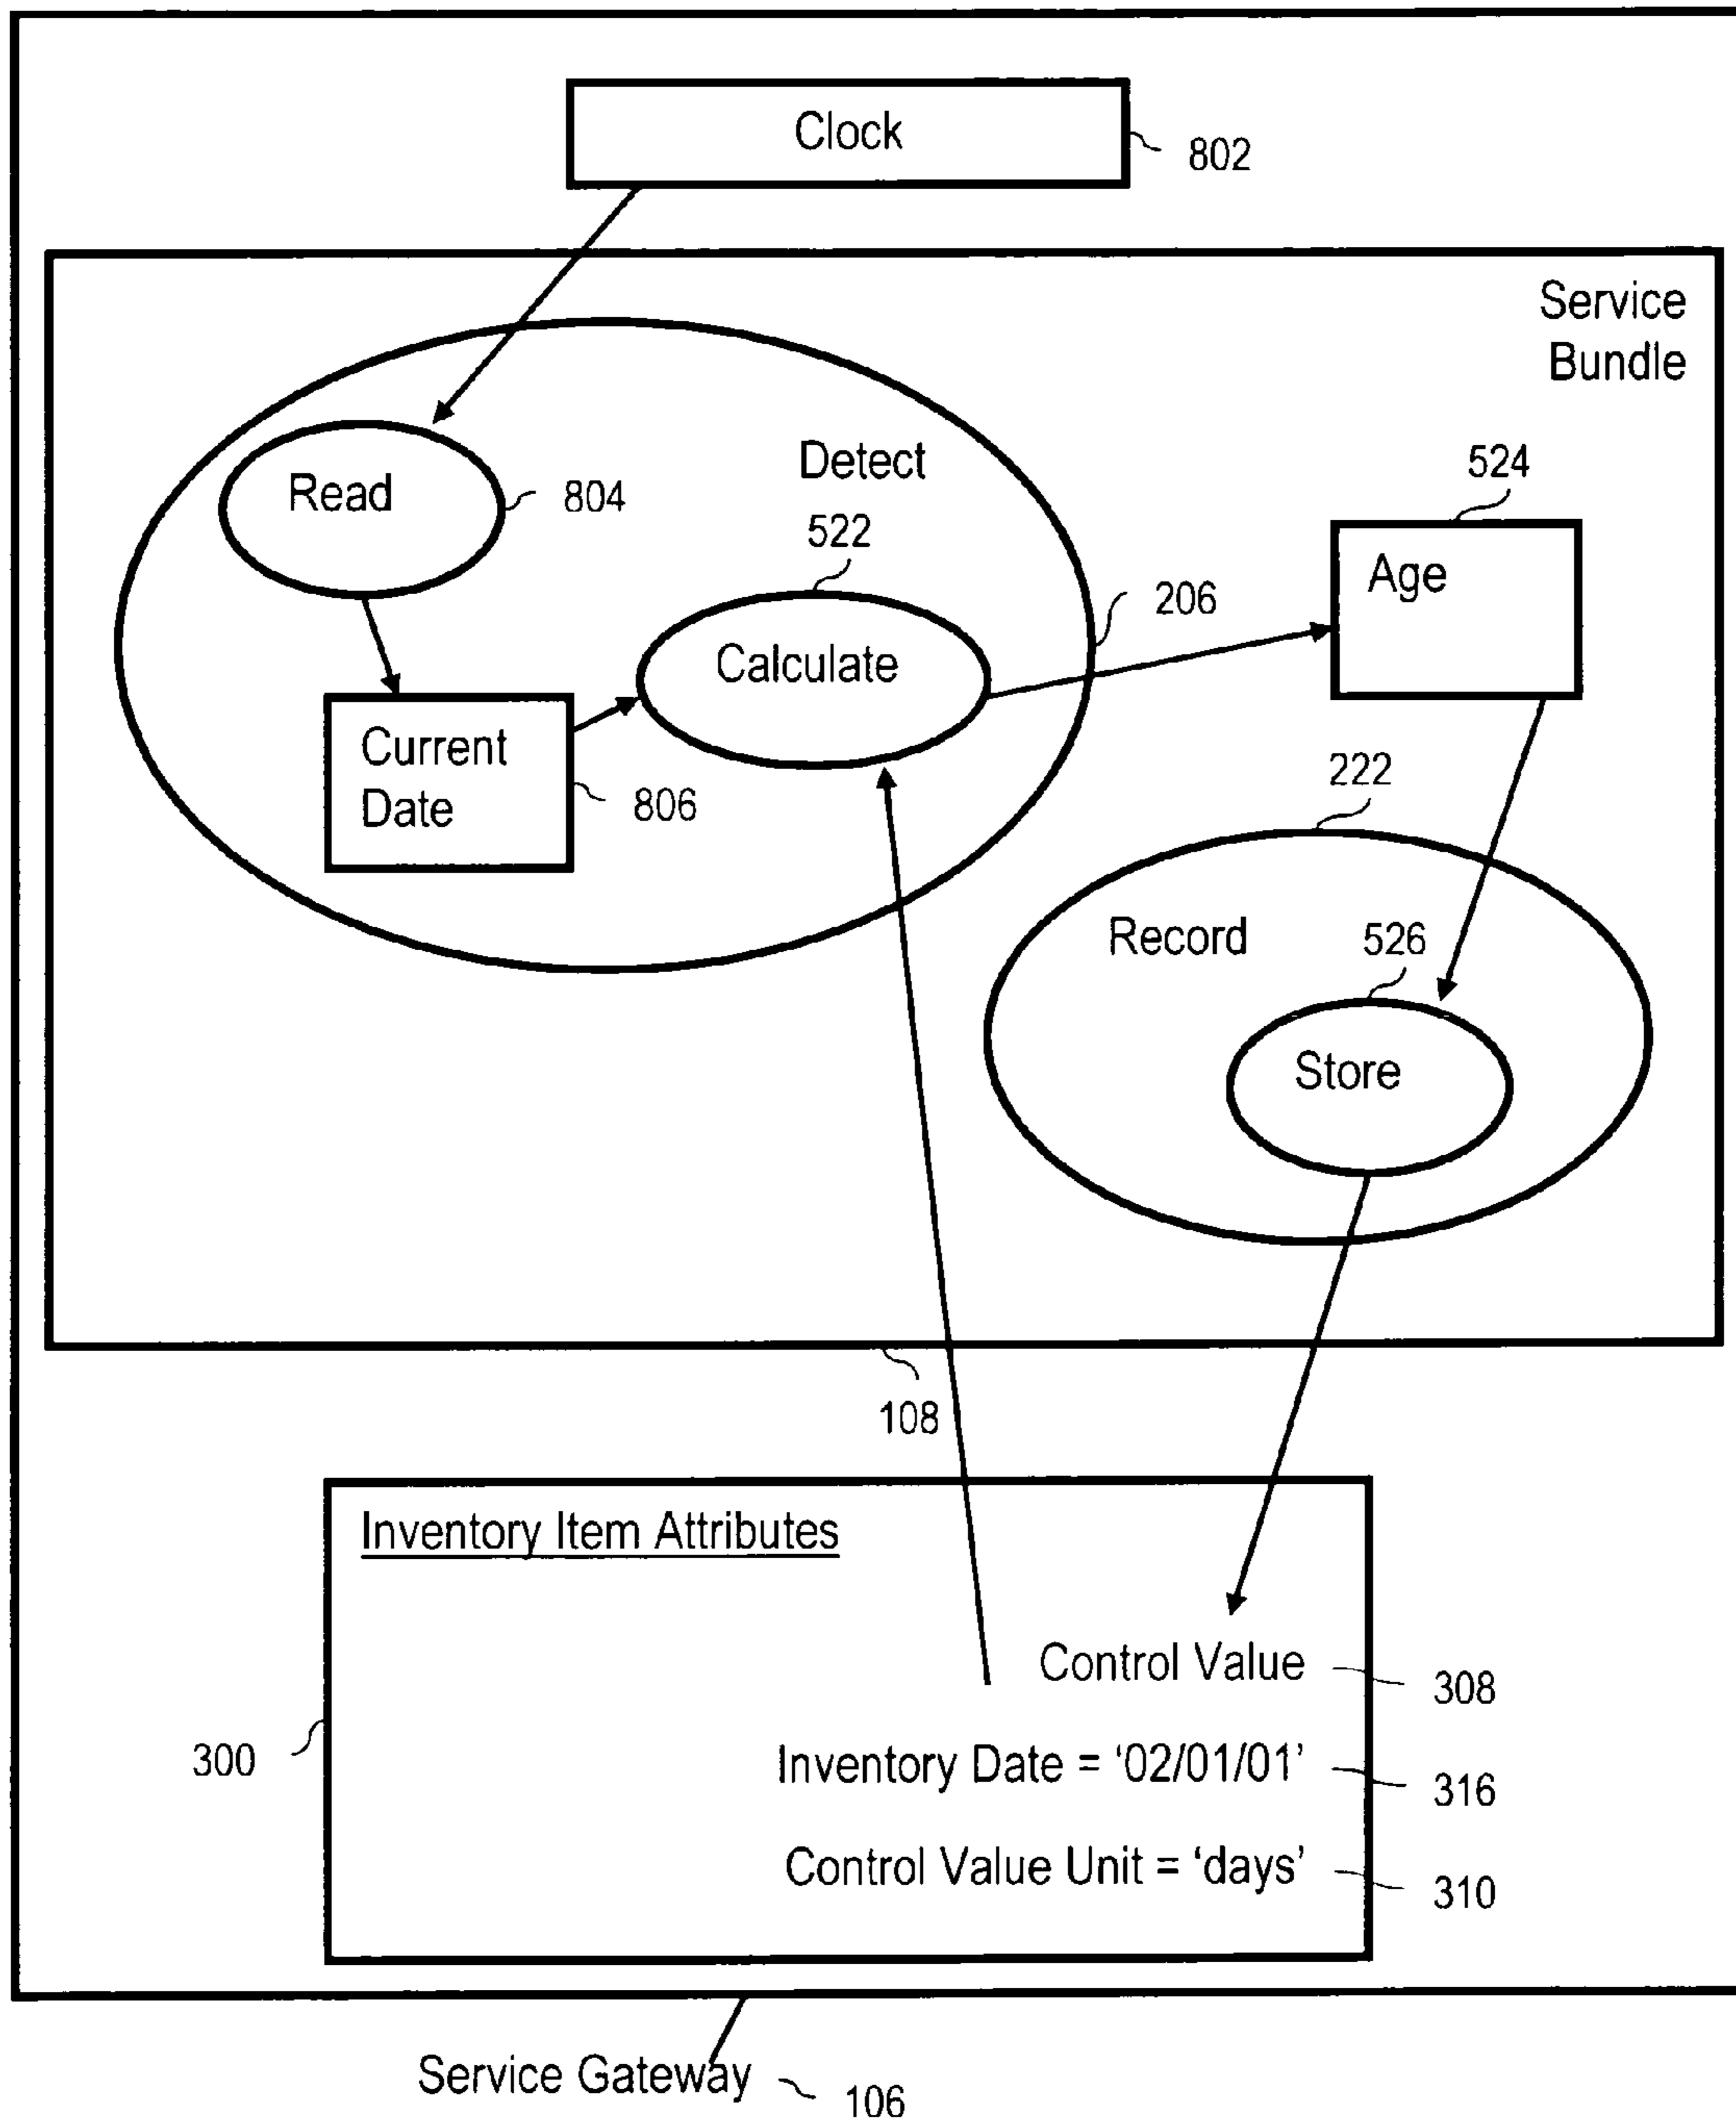 Clock
802
Service
Bundle
Read
804
Detect
522
Calculate
206
524
Age
Current
Date
806
222
Record
526
Store
108
Inventory Item Attributes
Control Value
308
300
Inventory Date = ‘02/01/01’
316
Control Value Unit = ‘days’
310
Service Gateway
106